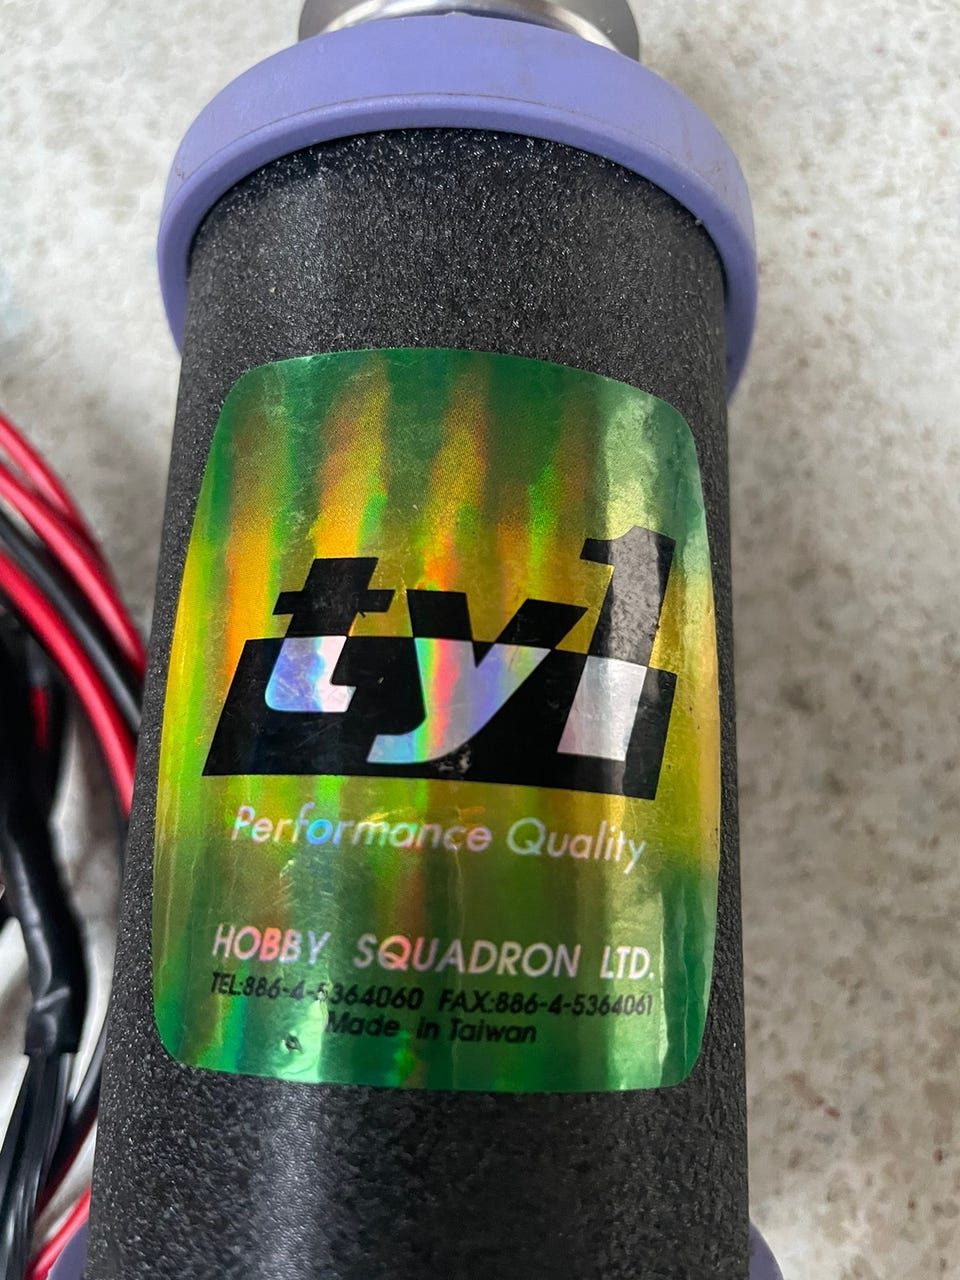 ty1
Performance Quality
HOBBY SQUADRON LTD.
TEL:886-4-5364060 FAX:886-4-5364061
Made in Taiwan